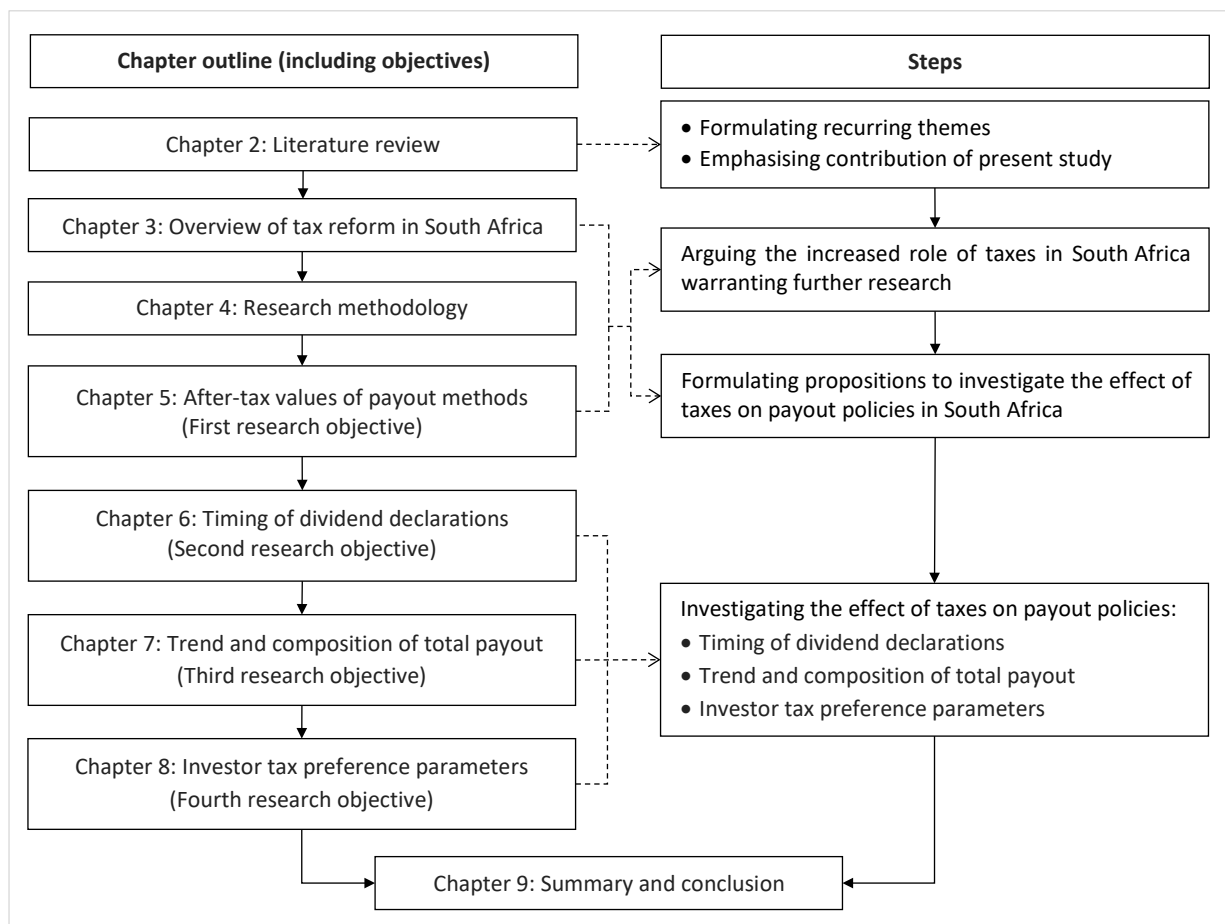 Chapter outline (including objectives)
Steps
Chapter 2: Literature review
• Formulating recurring themes
• Emphasising contribution of present study
Chapter 3: Overview of tax reform in South Africa
Arguing the increased role of taxes in South Africa
warranting further research
Chapter 4: Research methodology
Chapter 5: After-tax values of payout methods
(First research objective)
Formulating propositions to investigate the effect of
taxes on payout policies in South Africa
Chapter 6: Timing of dividend declarations
(Second research objective)
Chapter 7: Trend and composition of total payout
(Third research objective)
Chapter 8: Investor tax preference parameters
(Fourth research objective)
Investigating the effect of taxes on payout policies:
• Timing of dividend declarations
• Trend and composition of total payout
• Investor tax preference parameters
Chapter 9: Summary and conclusion